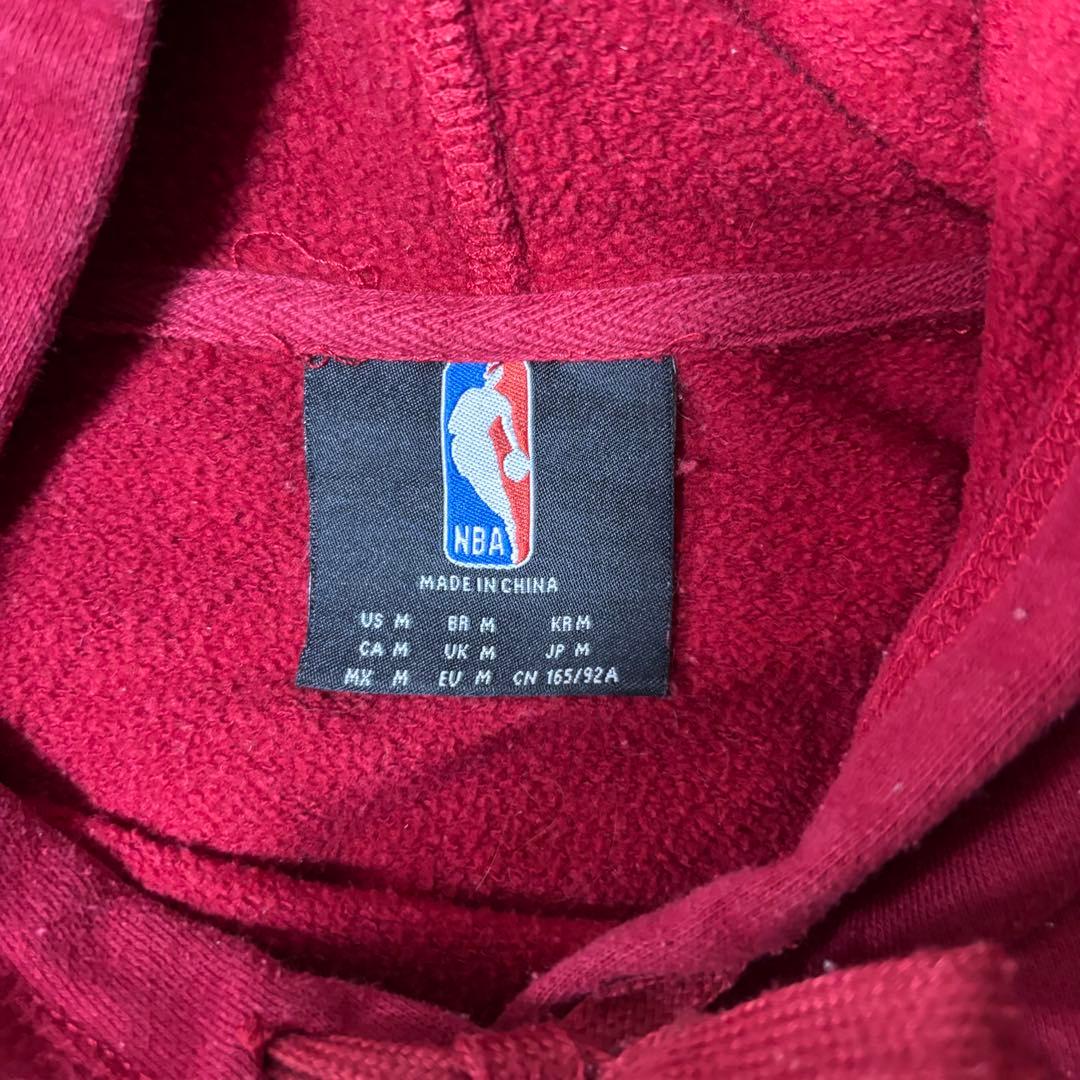 NBA
MADE IN CHINA
US M BR M KR M
CA M UK M JP M
MX M EU M CN 165/92A